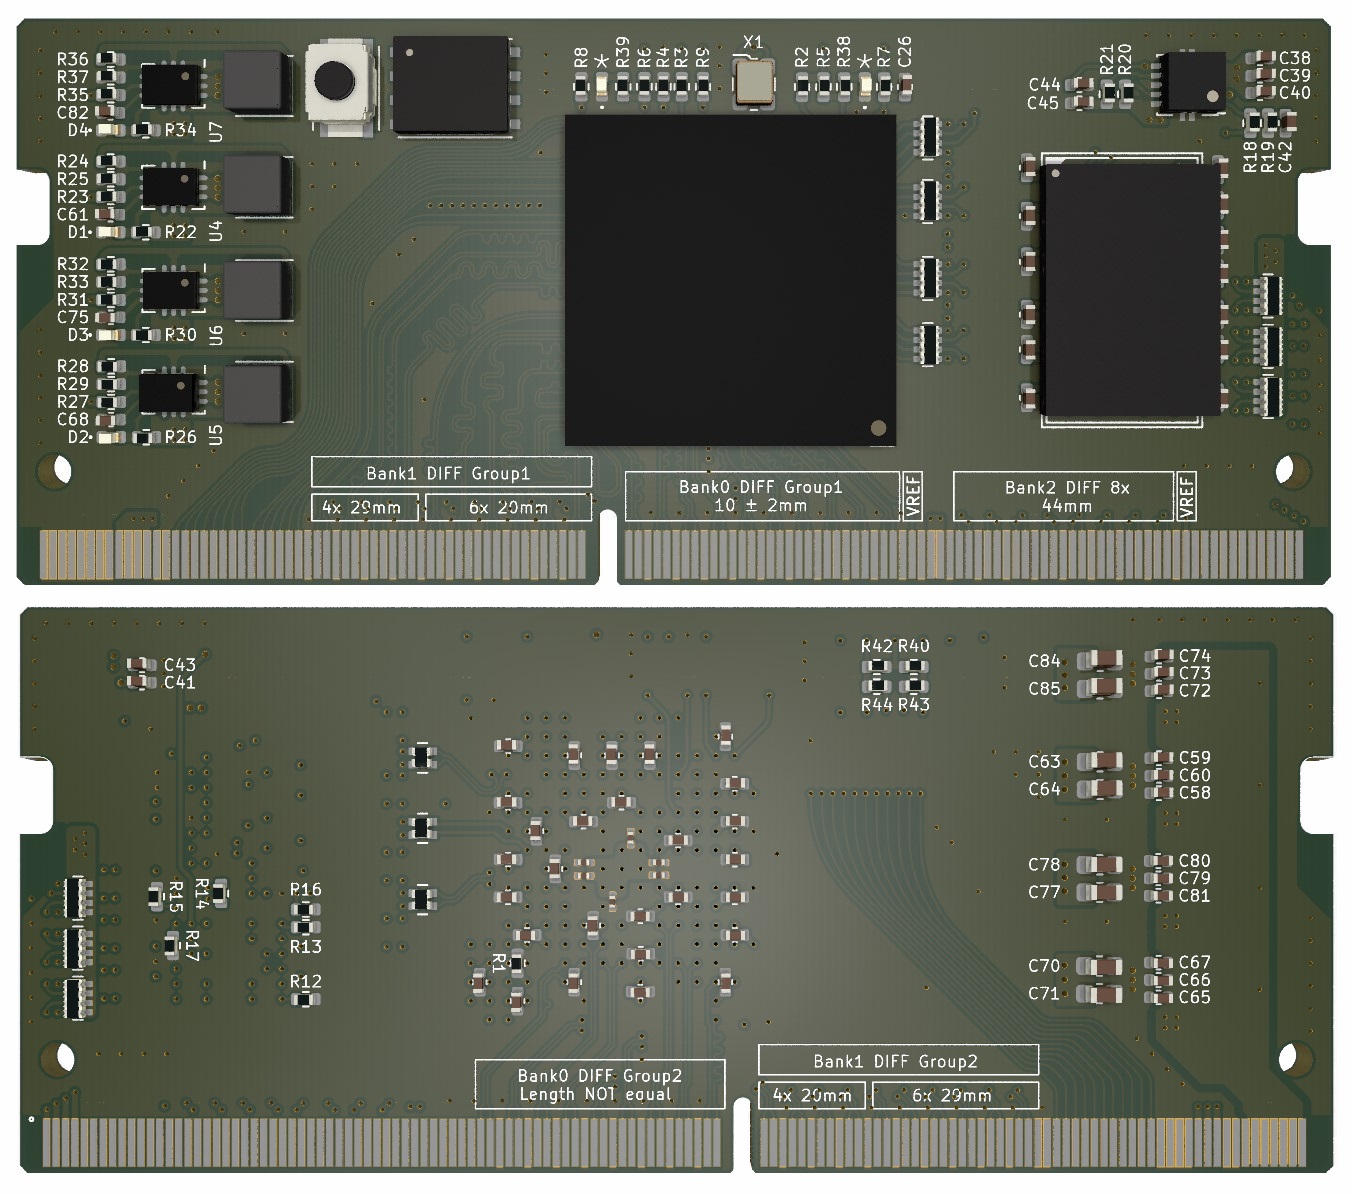 R36
R37
R35
C82
D4
R34
U7
R24
R25
R23
C61
D1
R22
U4
R32
R33
R31
C75
D3
R30
U6
R28
R29
R27
C68
D2
R26
U5
R8
*
R39
R6
R4
R3
R9
X1
R2
R5
R38
*
R7
C26
C44
C45
R21
R20
C38
C39
C40
R18
R19
C42
Bank1 DIFF Group1
4x 29mm
6x 20mm
Bank0 DIFF Group1
10 ± 2mm
VREF
Bank2 DIFF 8x
44mm
VREF
C43
C41
R42
R40
R44
R43
C84
C85
C74
C73
C72
C63
C64
C59
C60
C58
C78
C77
C80
C79
C81
C70
C71
C67
C66
C65
R15
R14
R17
R16
R13
R12
R1
Bank0 DIFF Group2
Length NOT equal
Bank1 DIFF Group2
4x 20mm
6x 29mm